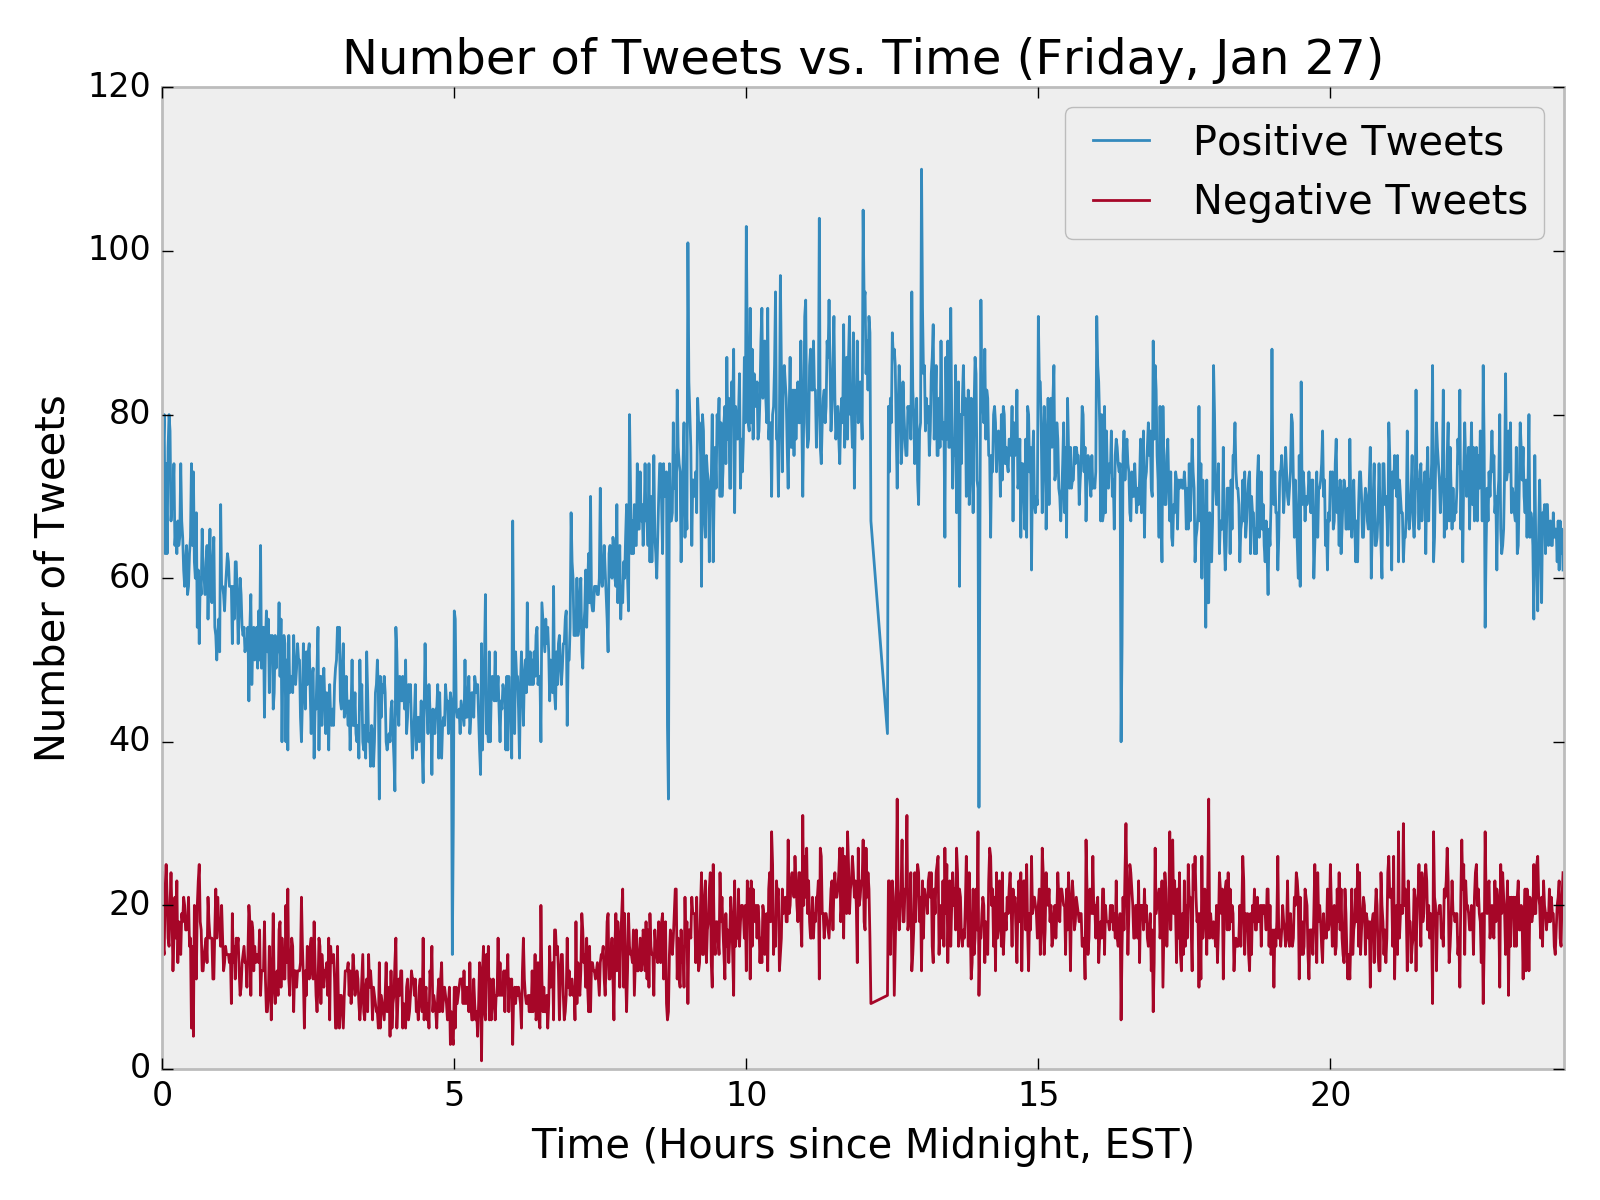 Number of Tweets vs. Time (Friday, Jan 27)
120
100
80
60
40
20
0
Number of Tweets
Positive Tweets
Negative Tweets
0 5 10 15 20
Time (Hours since Midnight, EST)